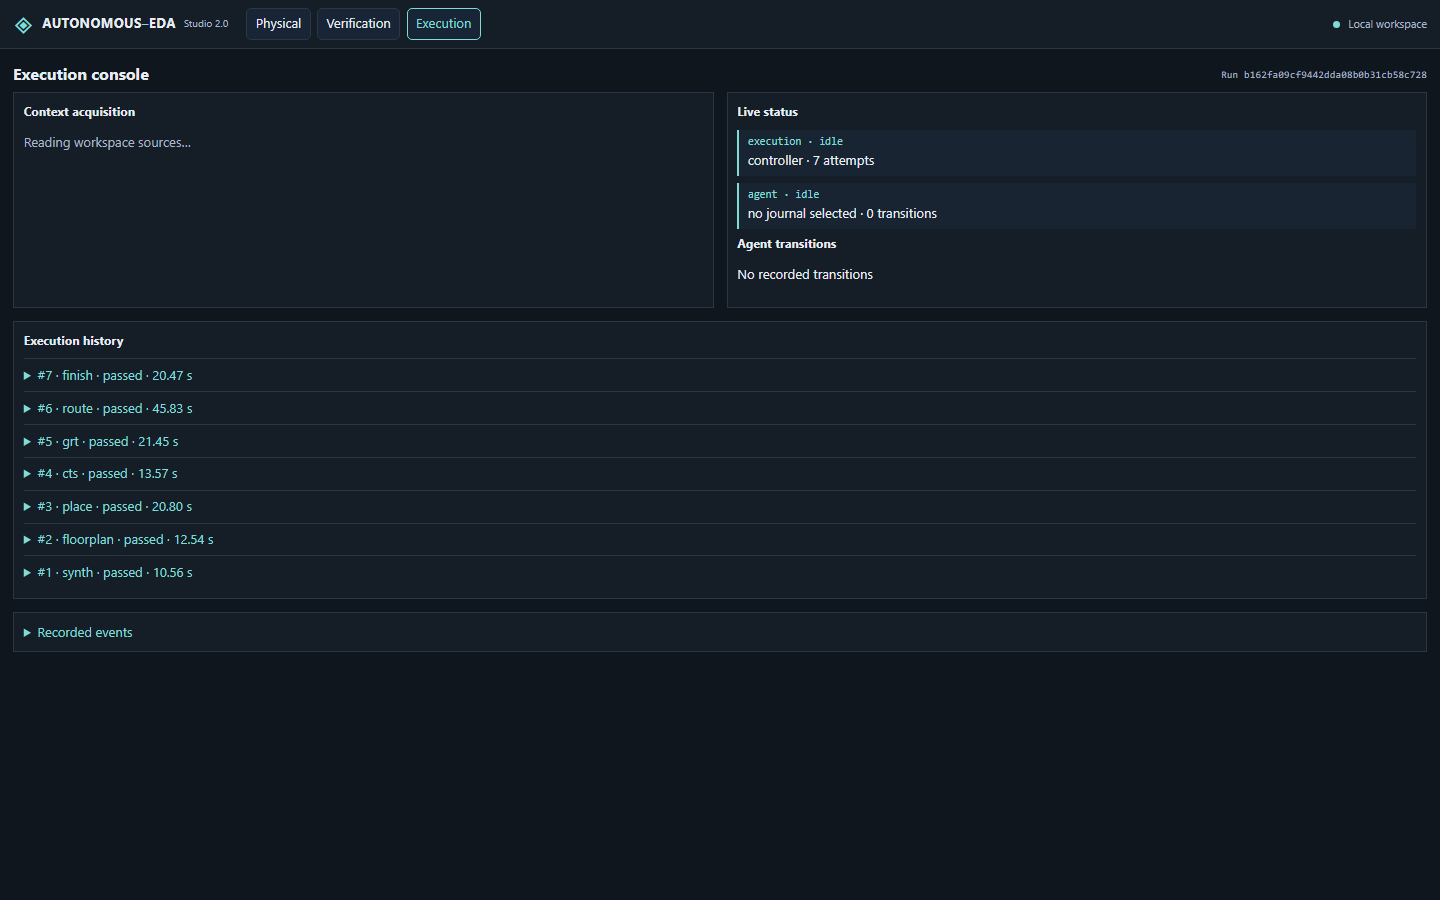 AUTONOMOUS–EDA Studio 2.0 Physical Verification Execution Local workspace
Execution console Run b162fa09cf9442dda08b0b31cb58c728
Context acquisition
Reading workspace sources...
Live status
execution · idle
controller · 7 attempts
agent · idle
no journal selected · 0 transitions
Agent transitions
No recorded transitions
Execution history
#7 · finish · passed · 20.47 s
#6 · route · passed · 45.83 s
#5 · grt · passed · 21.45 s
#4 · cts · passed · 13.57 s
#3 · place · passed · 20.80 s
#2 · floorplan · passed · 12.54 s
#1 · synth · passed · 10.56 s
Recorded events